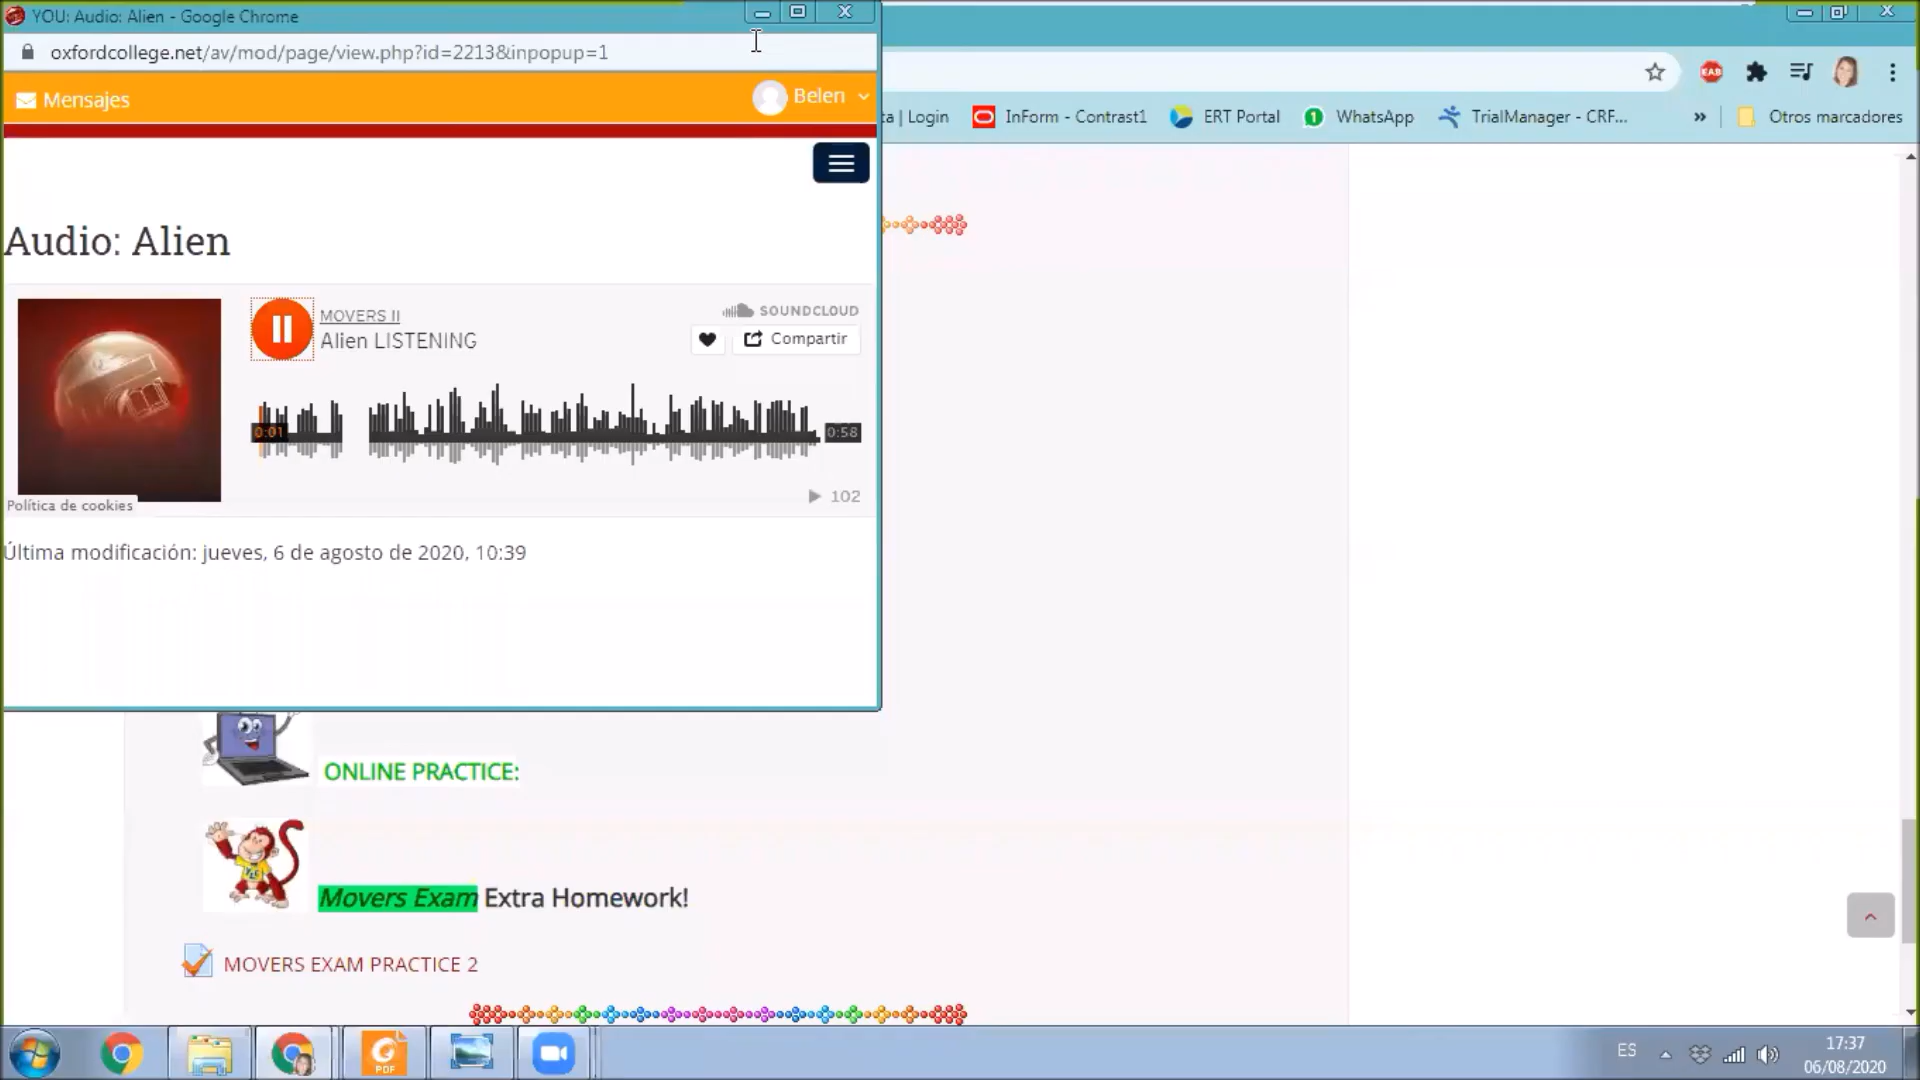 YOU: Audio: Alien - Google Chrome
oxfordcollege.net/av/mod/page/view.php?id=2213&inpopup=1
Mensajes
Belen
EAB
| Login
InForm - Contrast1
ERT Portal
1
WhatsApp
TrialManager - CRF...
»
Otros marcadores
Audio: Alien
MOVERS II
Alien LISTENING
SOUNDCLOUD
Compartir
0:01
0:58
102
Política de cookies
Última modificación: jueves, 6 de agosto de 2020, 10:39
ONLINE PRACTICE:
Movers Exam Extra Homework!
MOVERS EXAM PRACTICE 2
PDF
ES
17:37
06/08/2020